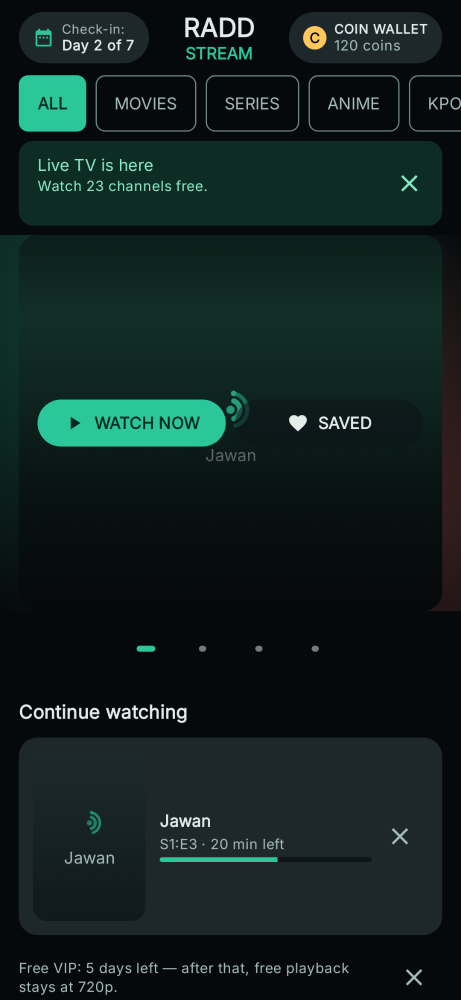 Check-in:
Day 2 of 7
RADD
STREAM
C
COIN WALLET
120 coins
ALL
MOVIES
SERIES
ANIME
KPO
Live TV is here
Watch 23 channels free.
WATCH NOW
SAVED
Jawan
Continue watching
Jawan
Jawan
S1:E3 · 20 min left
Free VIP: 5 days left — after that, free playback
stays at 720p.